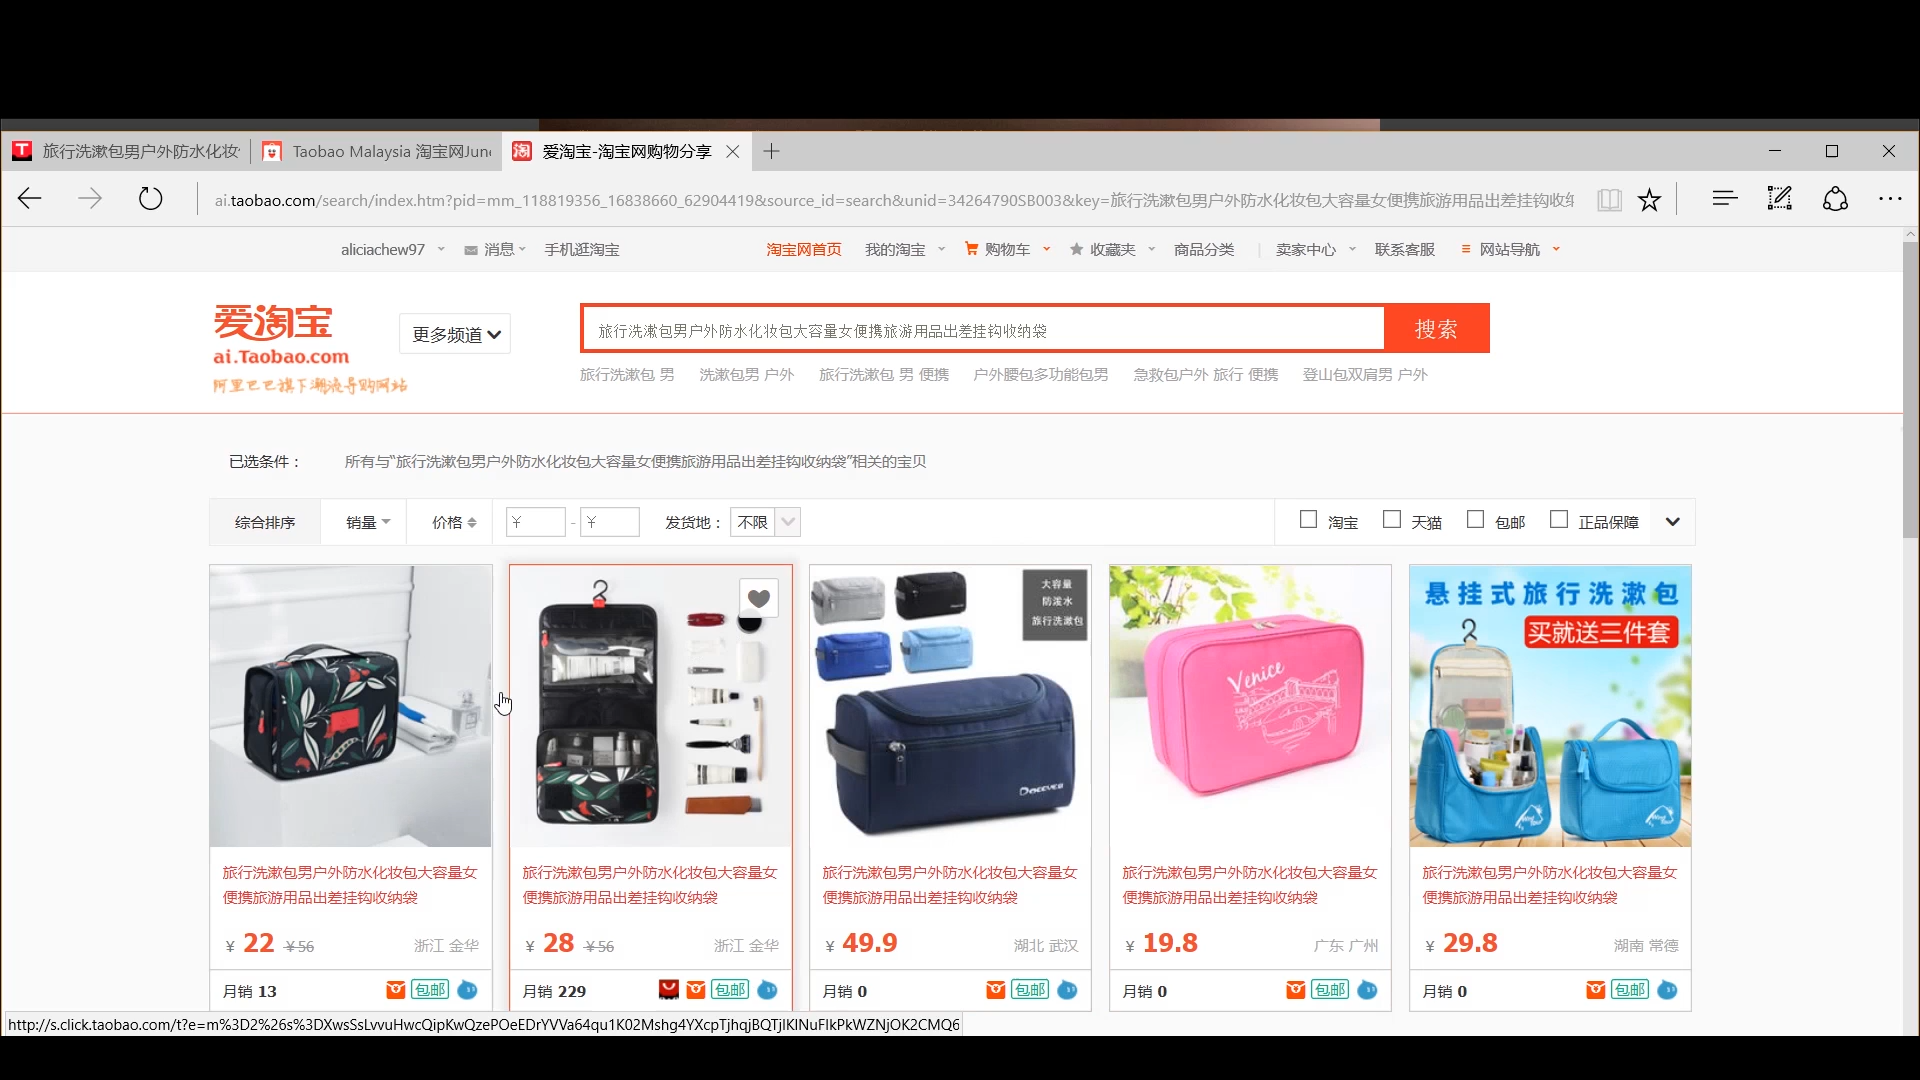 旅行洗漱包男户外防水化妆
Taobao Malaysia 淘宝网June
爱淘宝-淘宝网购物分享
ai.taobao.com/search/index.htm?pid=mm_118819356_16838660_62904419&source_id=search&unid=34264790SB003&key=旅行洗漱包男户外防水化妆包大容量女便携旅游用品出差挂钩收纳
aliciachew97 消息 手机逛淘宝 淘宝网首页 我的淘宝 购物车 收藏夹 商品分类 卖家中心 联系客服 网站导航
爱淘宝
ai.Taobao.com
阿里巴巴旗下潮流导购网站
更多频道
旅行洗漱包男户外防水化妆包大容量女便携旅游用品出差挂钩收纳袋
搜索
旅行洗漱包 男 洗漱包男 户外 旅行洗漱包 男 便携 户外腰包多功能包男 急救包户外 旅行 便携 登山包双肩男 户外
已选条件： 所有与“旅行洗漱包男户外防水化妆包大容量女便携旅游用品出差挂钩收纳袋”相关的宝贝
综合排序 销量 价格 ¥ - ¥ 发货地： 不限 淘宝 天猫 包邮 正品保障
大容量
防泼水
旅行洗漱包
Venice
悬挂式旅行洗漱包
买就送三件套
旅行洗漱包男户外防水化妆包大容量女
便携旅游用品出差挂钩收纳袋
¥ 22 ¥56 浙江 金华
月销 13 包邮
旅行洗漱包男户外防水化妆包大容量女
便携旅游用品出差挂钩收纳袋
¥ 28 ¥56 浙江 金华
月销 229 包邮
旅行洗漱包男户外防水化妆包大容量女
便携旅游用品出差挂钩收纳袋
¥ 49.9 湖北 武汉
月销 0 包邮
旅行洗漱包男户外防水化妆包大容量女
便携旅游用品出差挂钩收纳袋
¥ 19.8 广东 广州
月销 0 包邮
旅行洗漱包男户外防水化妆包大容量女
便携旅游用品出差挂钩收纳袋
¥ 29.8 湖南 常德
月销 0 包邮
http://s.click.taobao.com/t?e=m%3D2%26s%3DXwsSsLvvuHwcQipKwQzePOeEDrYVVa64qu1K02Mshg4YXcpTjhqjBQTjlKlNuFIkPkWZNjOK2CMQ6